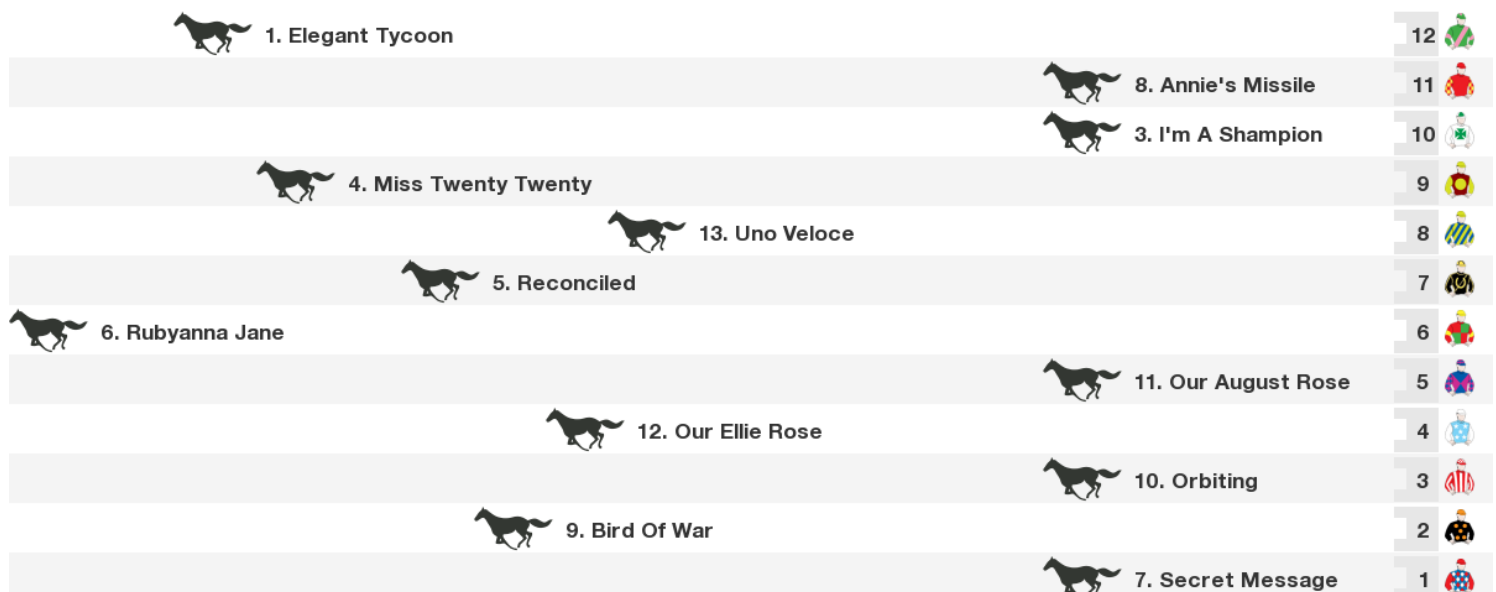 1. Elegant Tycoon 12
8. Annie's Missile 11
3. I'm A Shampion 10
4. Miss Twenty Twenty 9
13. Uno Veloce 8
5. Reconciled 7
6. Rubyanna Jane 6
11. Our August Rose 5
12. Our Ellie Rose 4
10. Orbiting 3
9. Bird Of War 2
7. Secret Message 1